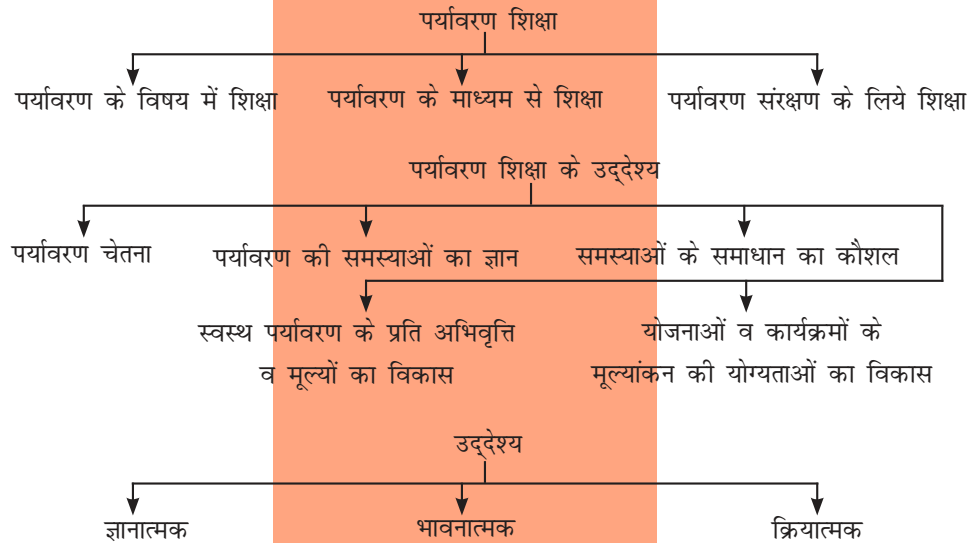 पर्यावरण शिक्षा
पर्यावरण के विषय में शिक्षा
पर्यावरण के माध्यम से शिक्षा
पर्यावरण संरक्षण के लिये शिक्षा
पर्यावरण शिक्षा के उद्‌देश्य
पर्यावरण चेतना
पर्यावरण की समस्याओं का ज्ञान
समस्याओं के समाधान का कौशल
स्वस्थ पर्यावरण के प्रति अभिवृत्ति
व मूल्यों का विकास
योजनाओं व कार्यक्रमों के
मूल्यांकन की योग्यताओं का विकास
उद्‌देश्य
ज्ञानात्मक
भावनात्मक
क्रियात्मक